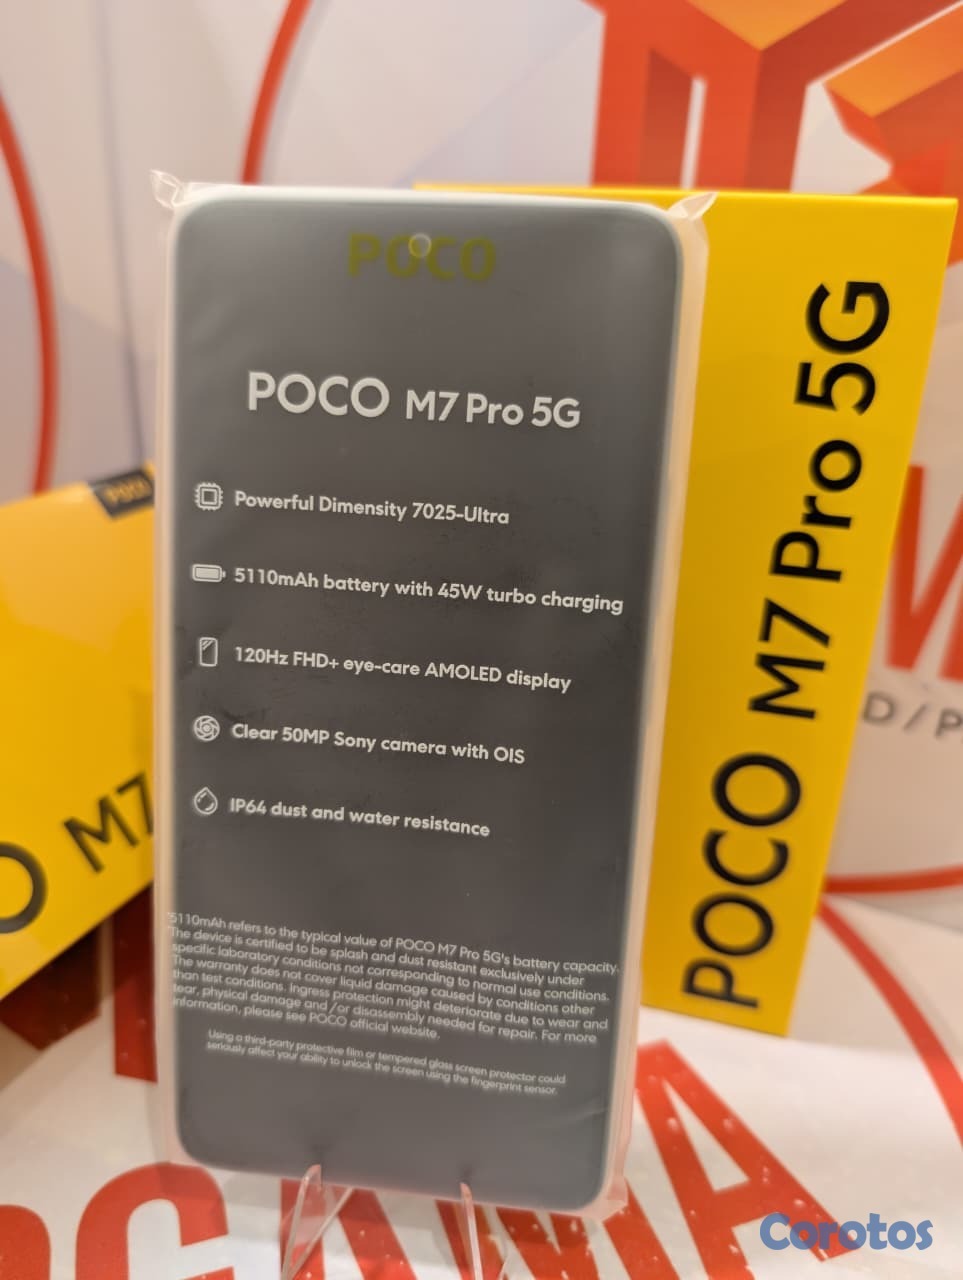 POCO
POCO M7 Pro 5G
Powerful Dimensity 7025-Ultra
5110mAh battery with 45W turbo charging
120Hz FHD+ eye-care AMOLED display
Clear 50MP Sony camera with OIS
IP64 dust and water resistance
*5110mAh refers to the typical value of POCO M7 Pro 5G's battery capacity.
*The device is certified to be splash and dust resistant exclusively under
specific laboratory conditions not corresponding to normal use conditions.
The warranty does not cover liquid damage caused by conditions other
than test conditions. Ingress protection might deteriorate due to wear and
tear, physical damage and /or disassembly needed for repair. For more
information, please see POCO official website.
Using a third-party protective film or tempered glass screen protector could
seriously affect your ability to unlock the screen using the fingerprint sensor.
POCO M7 Pro 5G
POCO
O M7
D/P
Corotos